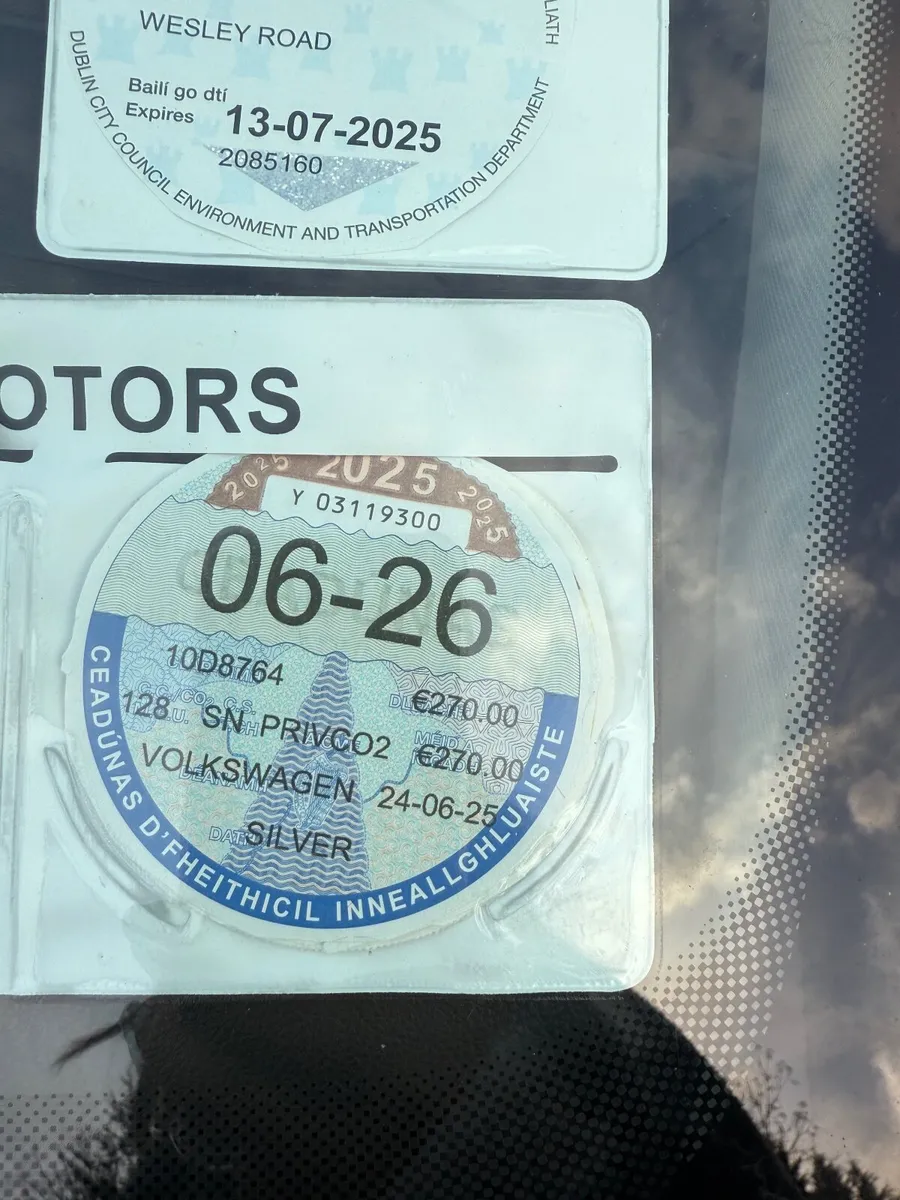 WESLEY ROAD
Bailí go dtí
Expires 13-07-2025
2085160
DUBLIN CITY COUNCIL ENVIRONMENT AND TRANSPORTATION DEPARTMENT
LIATH
OTORS
2025 2025 2025
Y 03119300
06-26
10D8764
€270.00
128 SN PRIVCO2
€270.00
VOLKSWAGEN
24-06-25
SILVER
CEADÚNAS D'FHEITHICIL INNEALLGHLUAISTE